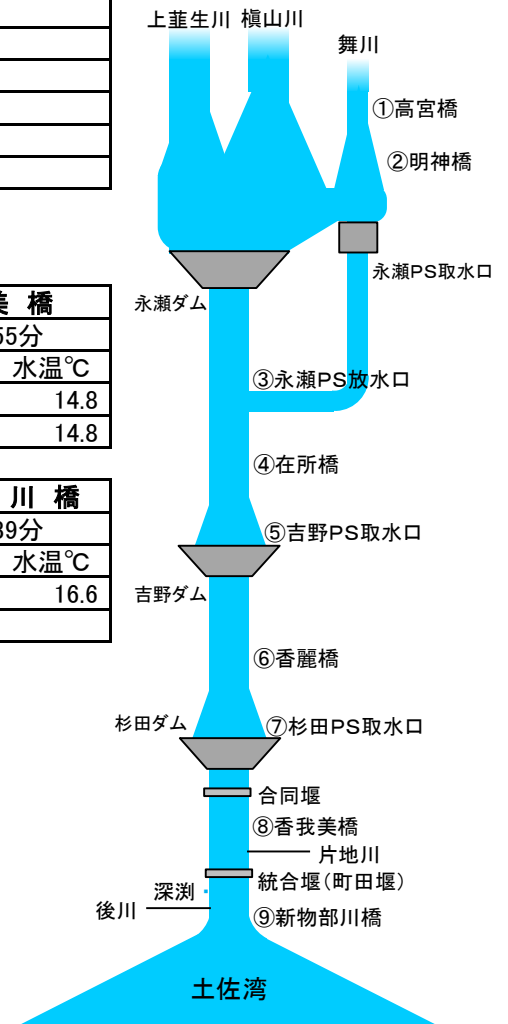 上韮生川 槇山川
舞川
①高宮橋
②明神橋
永瀬PS取水口
永瀬ダム
③永瀬PS放水口
④在所橋
⑤吉野PS取水口
吉野ダム
⑥香麗橋
杉田ダム
⑦杉田PS取水口
合同堰
⑧香我美橋
片地川
統合堰(町田堰)
深渕
後川
⑨新物部川橋
土佐湾
橋
55分
水温℃
14.8
14.8
川 橋
39分
水温℃
16.6